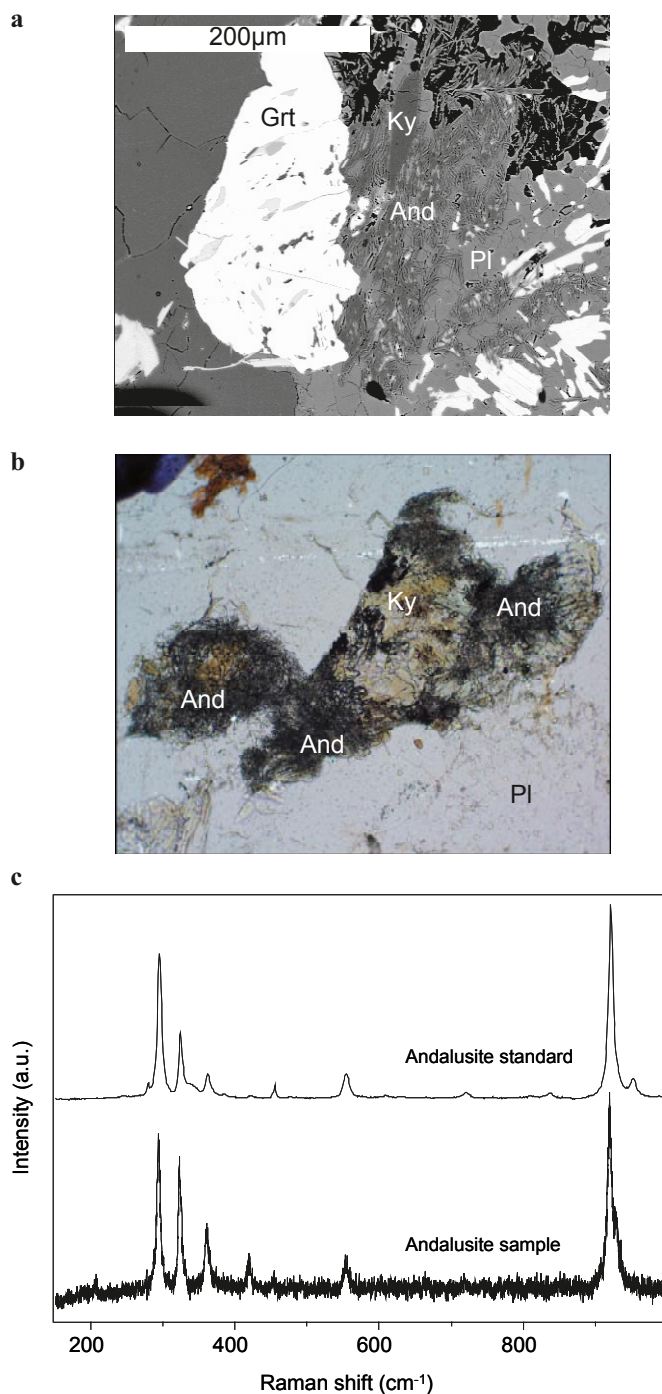 a
200µm
Grt
Ky
And
Pl
b
Ky
And
And
And
Pl
c
Intensity (a.u.)
Andalusite standard
Andalusite sample
200 400 600 800
Raman shift (cm⁻¹)